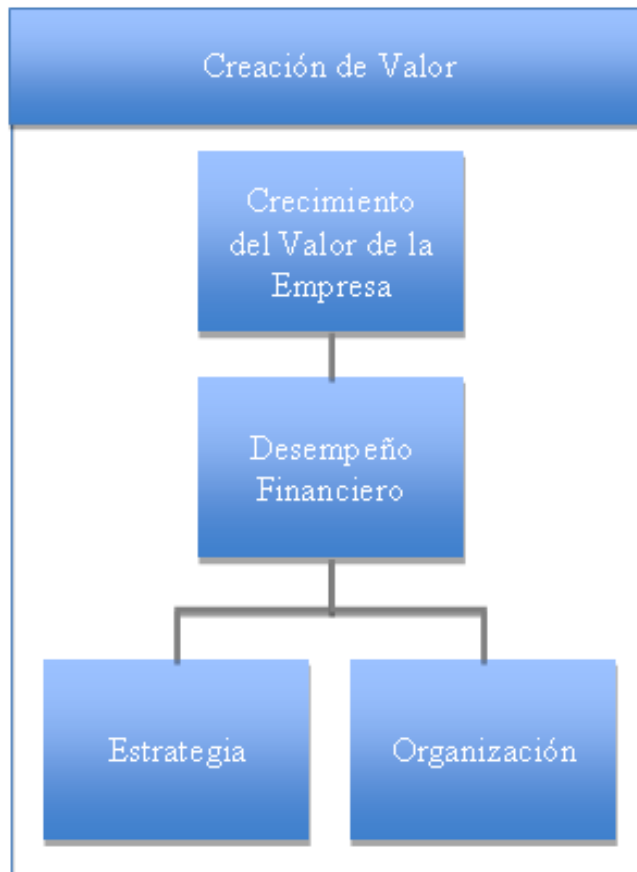 Creación de Valor
Crecimiento
del Valor de la
Empresa
Desempeño
Financiero
Estrategia
Organización